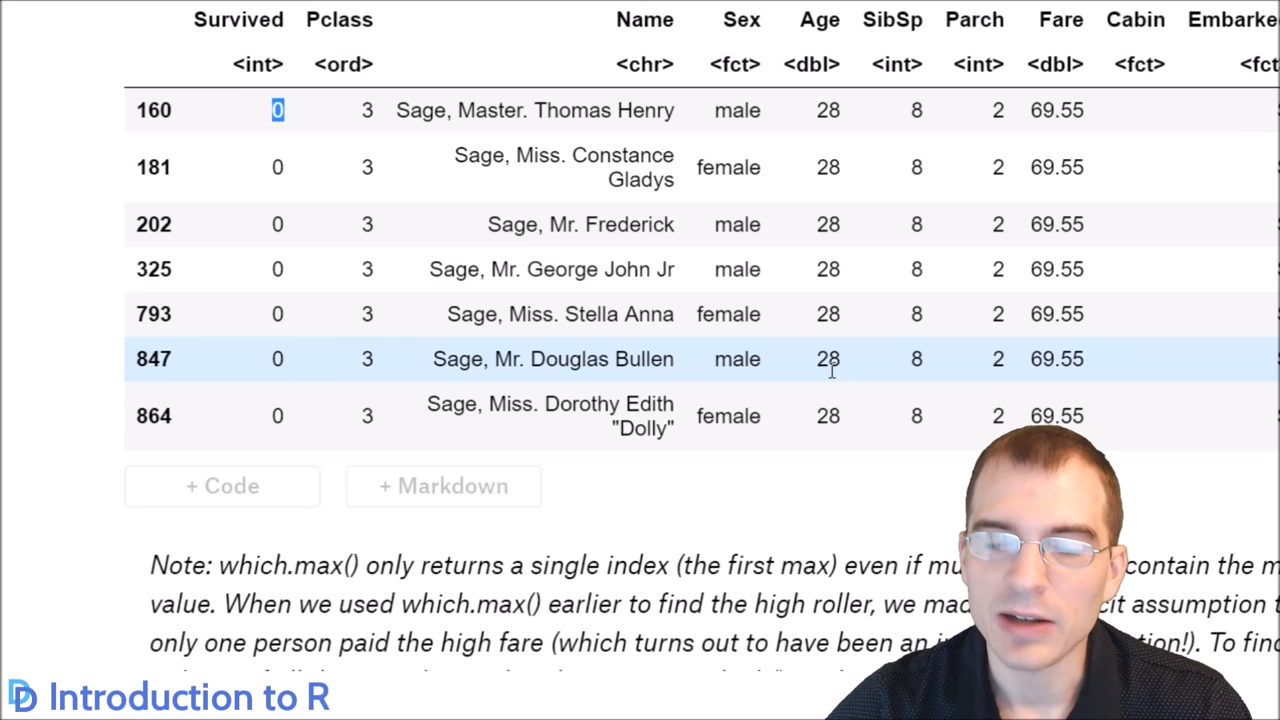 Survived Pclass Name Sex Age SibSp Parch Fare Cabin Embarke
<int> <ord> <chr> <fct> <dbl> <int> <int> <dbl> <fct> <fct
160 0 3 Sage, Master. Thomas Henry male 28 8 2 69.55
181 0 3 Sage, Miss. Constance Gladys female 28 8 2 69.55
202 0 3 Sage, Mr. Frederick male 28 8 2 69.55
325 0 3 Sage, Mr. George John Jr male 28 8 2 69.55
793 0 3 Sage, Miss. Stella Anna female 28 8 2 69.55
847 0 3 Sage, Mr. Douglas Bullen male 28 8 2 69.55
864 0 3 Sage, Miss. Dorothy Edith "Dolly" female 28 8 2 69.55
+ Code + Markdown
Note: which.max() only returns a single index (the first max) even if mu contain the m
value. When we used which.max() earlier to find the high roller, we mad cit assumption t
only one person paid the high fare (which turns out to have been an i tion!). To find
Introduction to R